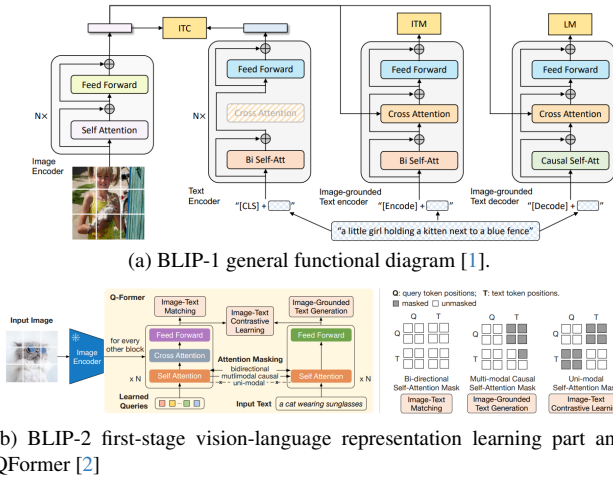 ITC
ITM
LM
Feed Forward
Feed Forward
Feed Forward
Feed Forward
N×
Self Attention
N×
Cross Attention
Cross Attention
Cross Attention
Bi Self-Att
Bi Self-Att
Causal Self-Att
Image
Encoder
Text
encoder
"[CLS] + "
Image-grounded
Text encoder
"[Encode] + "
Image-grounded
Text decoder
"[Decode] + "
"a little girl holding a kitten next to a blue fence"
(a) BLIP-1 general functional diagram [1].
Q-Former
Input Image
Image
Encoder
for every
other block
Image-Text
Matching
Image-Text
Contrastive
Learning
Image-Grounded
Text Generation
Feed Forward
Feed Forward
Cross Attention
Attention Masking
bidirectional
multimodal causal
uni-modal
x N
Self Attention
Self Attention
x N
Learned
Queries
...
Input Text
a cat wearing sunglasses
Q: query token positions; T: text token positions.
masked
unmasked
Q T
Q
T
Bi-directional
Self-Attention Mask
Image-Text
Matching
Q T
Q
T
Multi-modal Causal
Self-Attention Mask
Image-Grounded
Text Generation
Q T
Q
T
Uni-modal
Self-Attention Mas
Image-Text
Contrastive Learnin
b) BLIP-2 first-stage vision-language representation learning part an
QFormer [2]